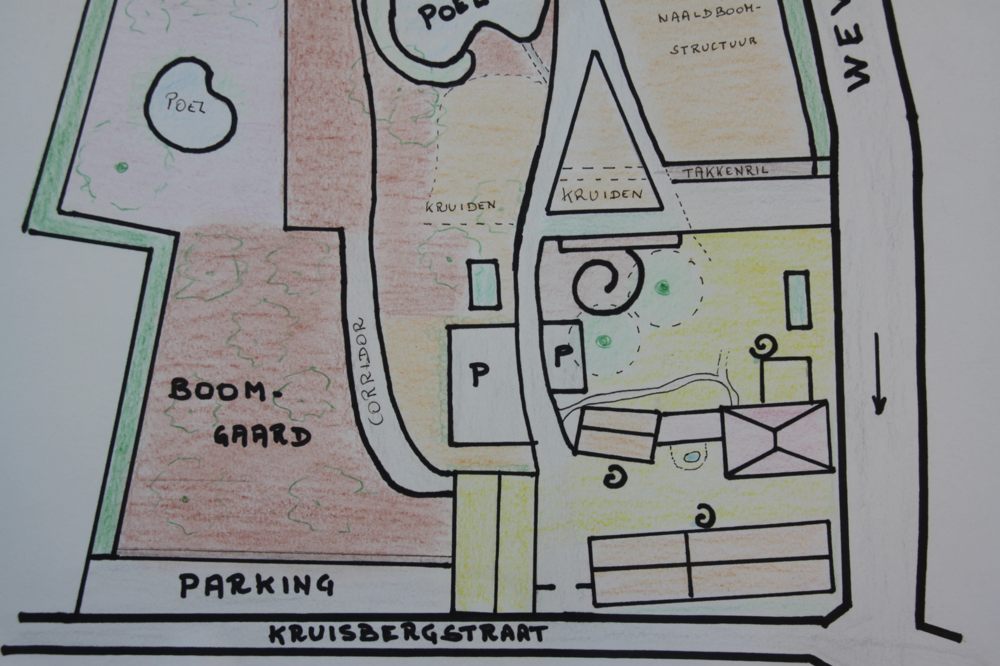 POEL
NAALDBOOM-
STRUCTUUR
POEL
TAKKENRIL
KRUIDEN
KRUIDEN
CORRIDOR
P
P
BOOM-
GAARD
PARKING
KRUISBERGSTRAAT